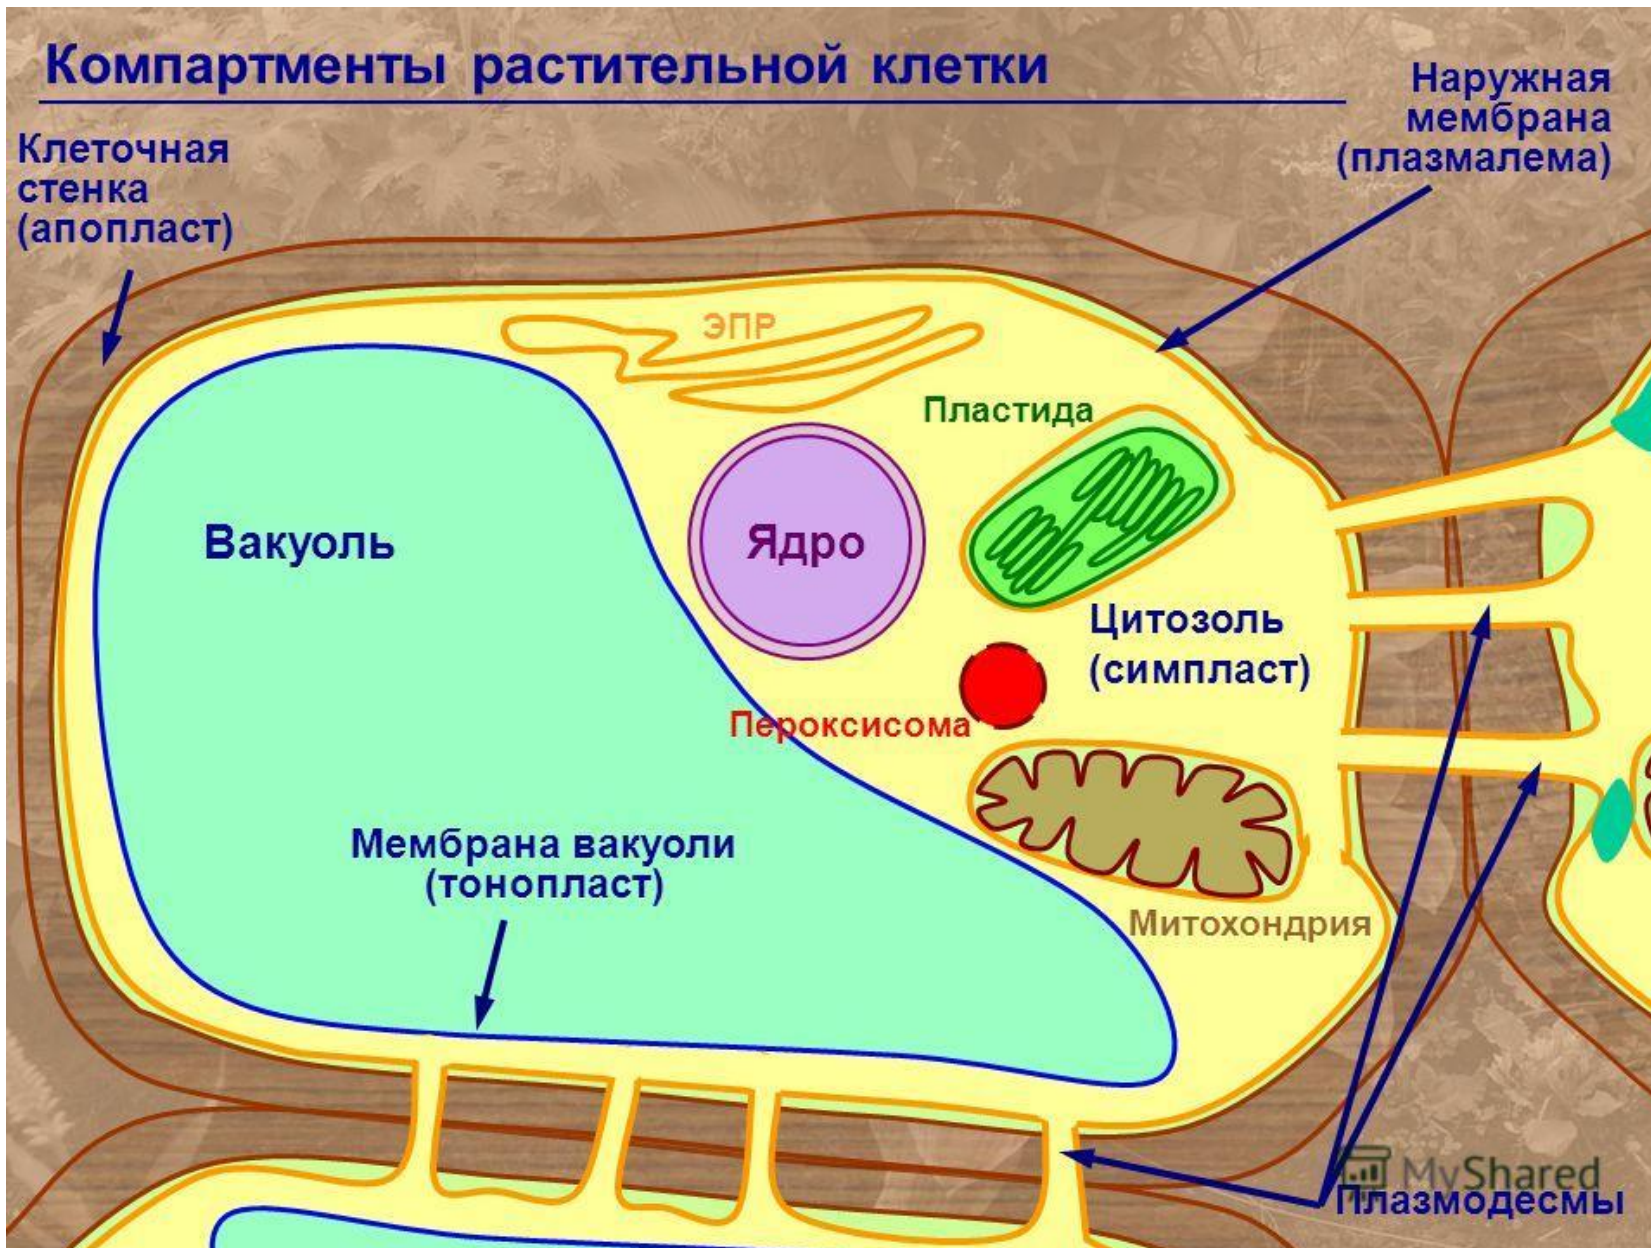 Компартменты растительной клетки
Наружная
мембрана
(плазмалема)
Клеточная
стенка
(апопласт)
ЭПР
Пластида
Вакуоль
Ядро
Цитозоль
(симпласт)
Пероксисома
Мембрана вакуоли
(тонопласт)
Митохондрия
MyShared
Плазмодесмы